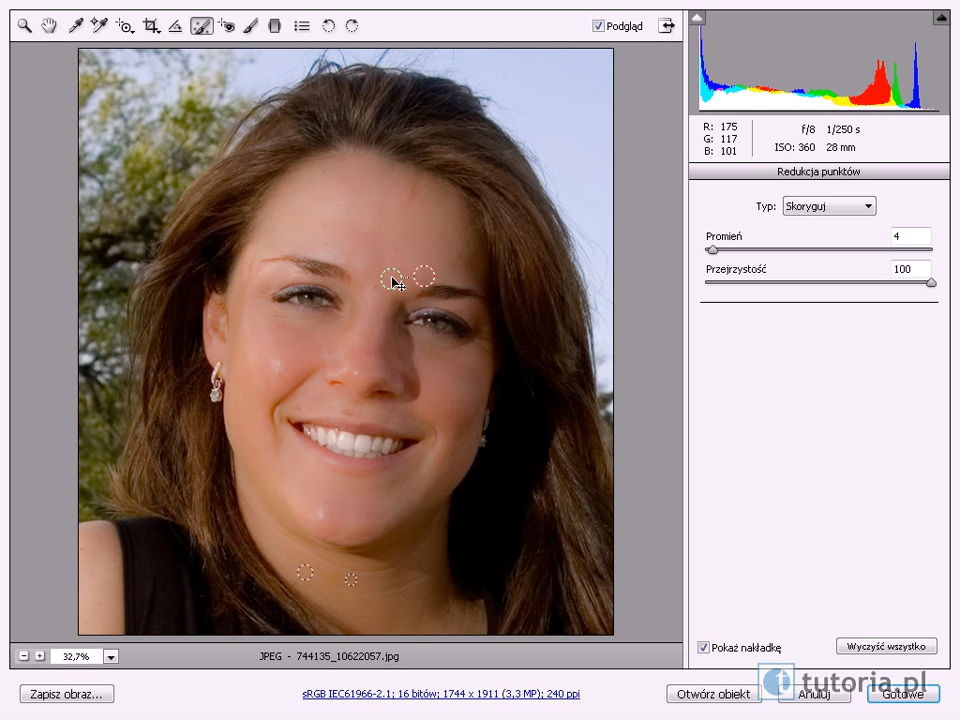 Podgląd
R: 175
G: 117
B: 101
f/8 1/250 s
ISO: 360 28 mm
Redukcja punktów
Typ: Skoryguj
Promień 4
Przejrzystość 100
Pokaż nakładkę
Wyczyść wszystko
32,7%
JPEG - 744135_10622057.jpg
Zapisz obraz...
sRGB IEC61966-2.1; 16 bitów; 1744 x 1911 (3,3 MP); 240 ppi
Otwórz obiekt
Anuluj
Gotowe
t tutoria.pl